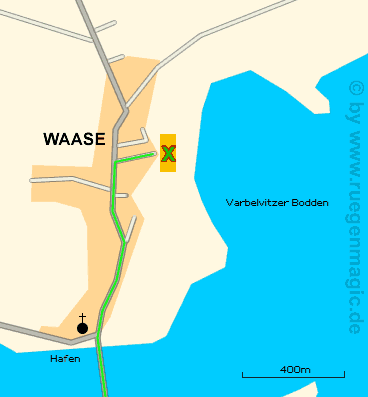 WAASE
X
Varbelvitzer Bodden
Hafen
400m
© by www.ruegenmagic.de